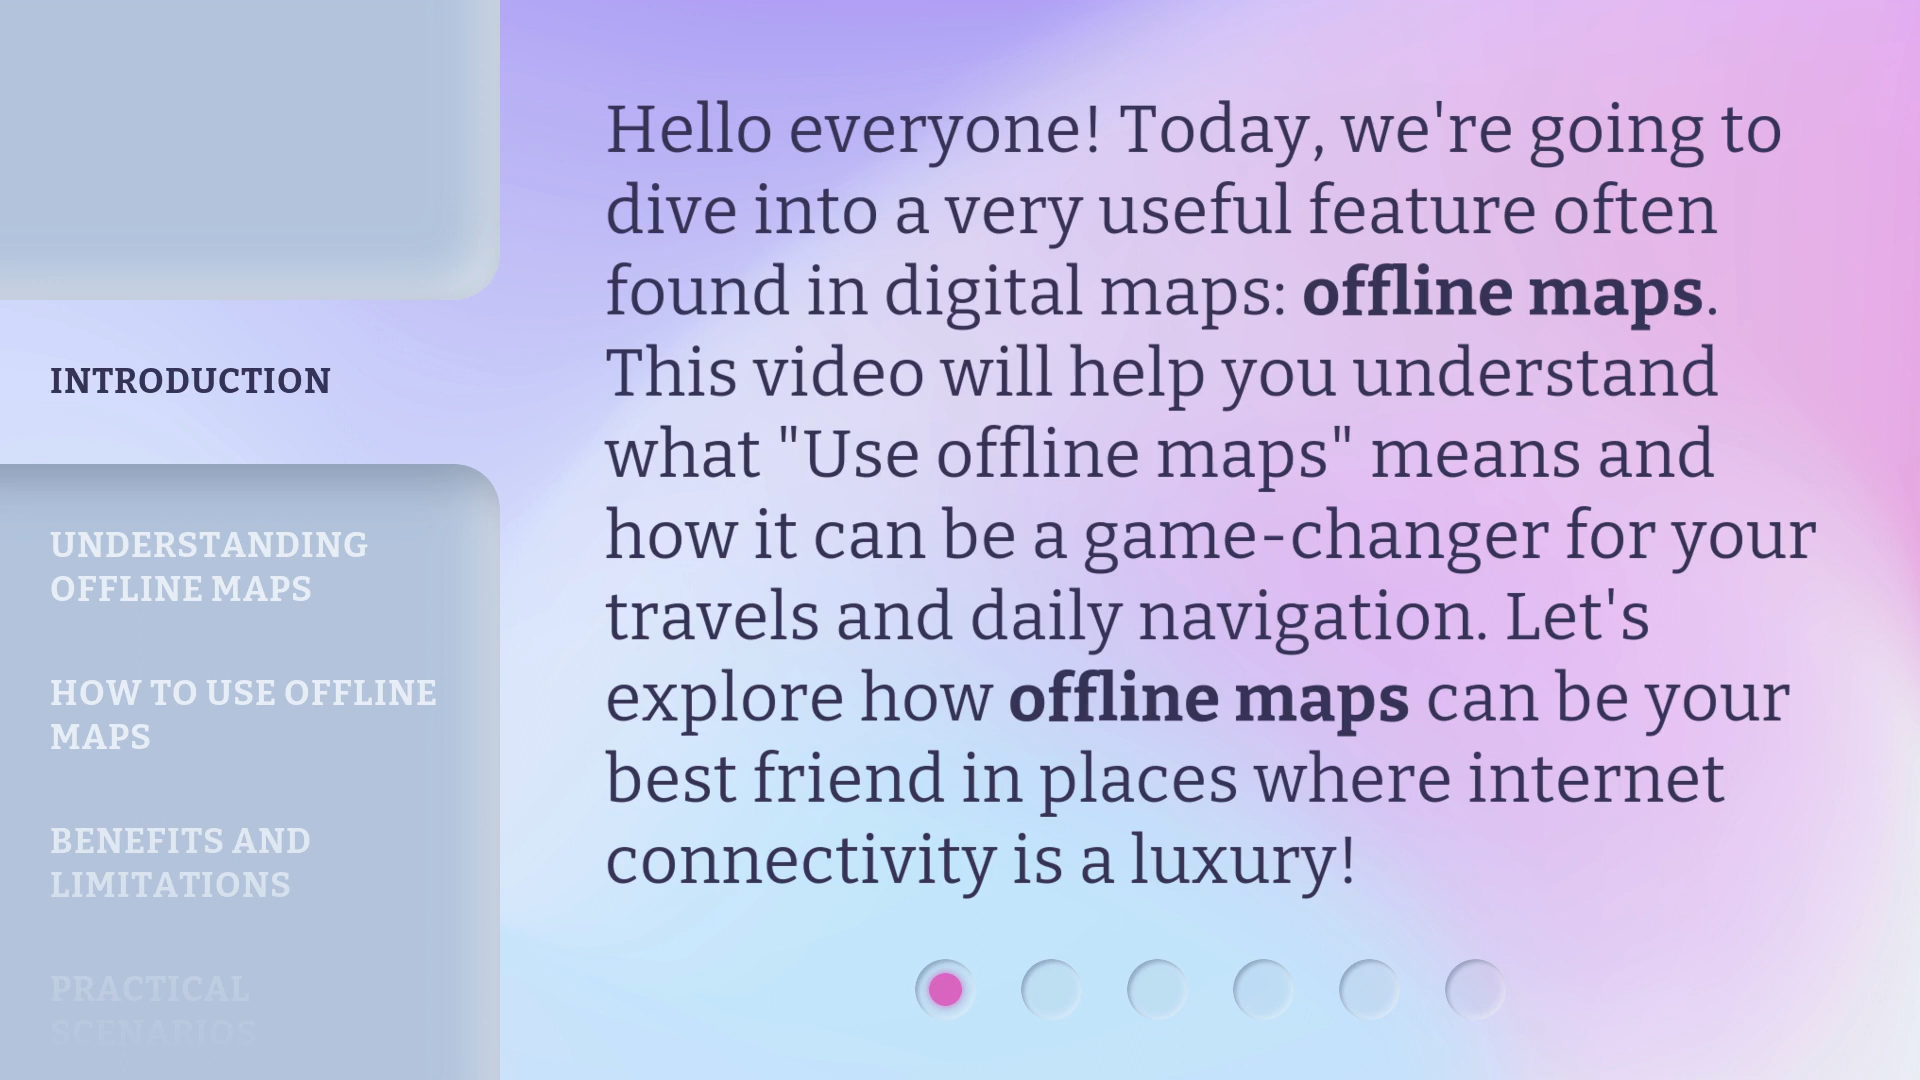 INTRODUCTION
UNDERSTANDING
OFFLINE MAPS
HOW TO USE OFFLINE
MAPS
BENEFITS AND
LIMITATIONS
PRACTICAL
SCENARIOS
Hello everyone! Today, we're going to
dive into a very useful feature often
found in digital maps: offline maps.
This video will help you understand
what "Use offline maps" means and
how it can be a game-changer for your
travels and daily navigation. Let's
explore how offline maps can be your
best friend in places where internet
connectivity is a luxury!